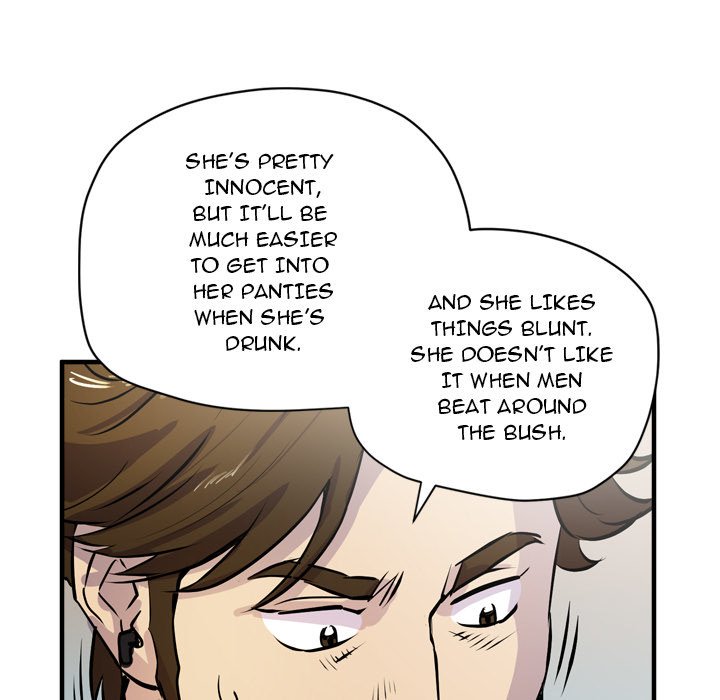 SHE'S PRETTY
INNOCENT,
BUT IT'LL BE
MUCH EASIER
TO GET INTO
HER PANTIES
WHEN SHE'S
DRUNK.
AND SHE LIKES
THINGS BLUNT.
SHE DOESN'T LIKE
IT WHEN MEN
BEAT AROUND
THE BUSH.